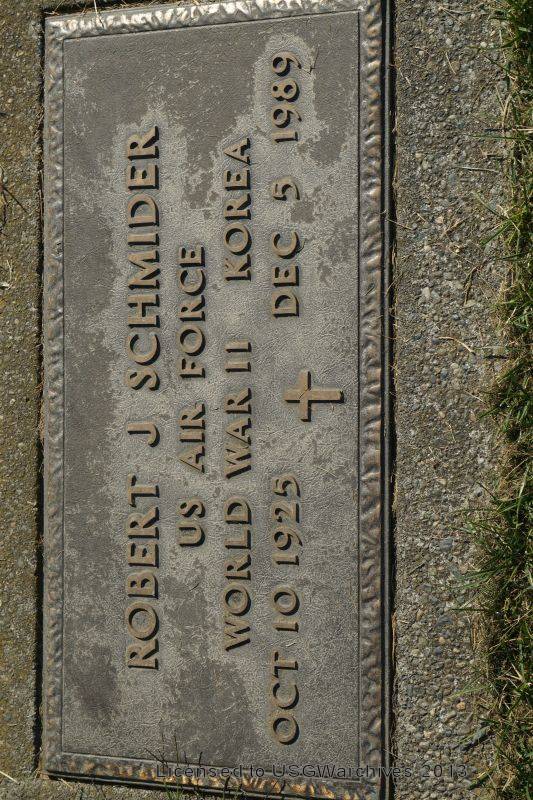 ROBERT J SCHMIDER
US AIR FORCE
WORLD WAR II KOREA
OCT 10 1925 DEC 5 1989
Licensed to USGWarchives 2013